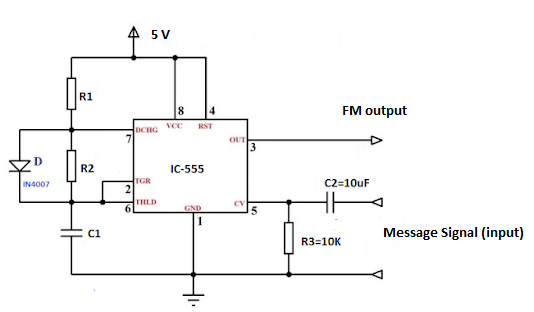 5 V
R1
8
4
FM output
DCHG
VCC
RST
7
OUT
3
D
R2
IC-555
IN4007
TGR
2
C2=10uF
THLD
6
GND
CV
5
1
C1
R3=10K
Message Signal (input)